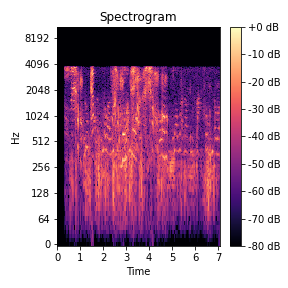 Spectrogram
+0 dB
8192
-10 dB
4096
-20 dB
2048
-30 dB
1024
-40 dB
Hz
512
-50 dB
256
128
-60 dB
64
-70 dB
0
-80 dB
0 1 2 3 4 5 6 7
Time